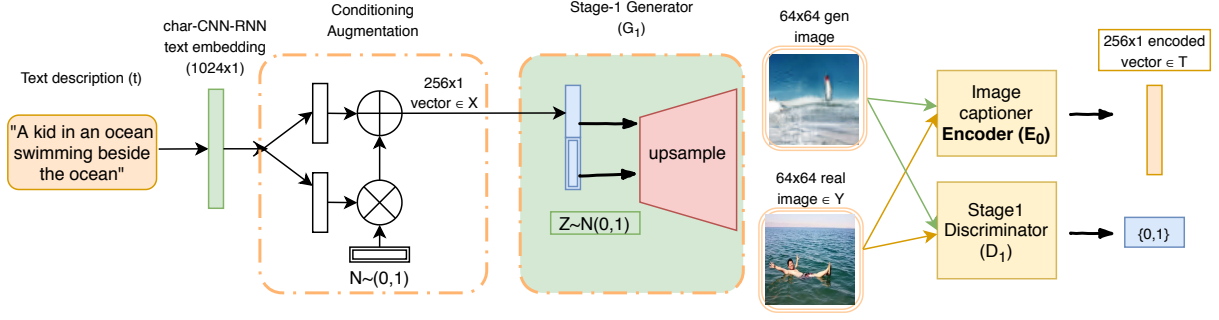 Text description (t)
"A kid in an ocean
swimming beside
the ocean"
char-CNN-RNN
text embedding
(1024x1)
Conditioning
Augmentation
N~(0,1)
256x1
vector ∈ X
Stage-1 Generator
(G₁)
upsample
Z~N(0,1)
64x64 gen
image
64x64 real
image ∈ Y
Image
captioner
Encoder (E₀)
Stage1
Discriminator
(D₁)
256x1 encoded
vector ∈ T
{0,1}